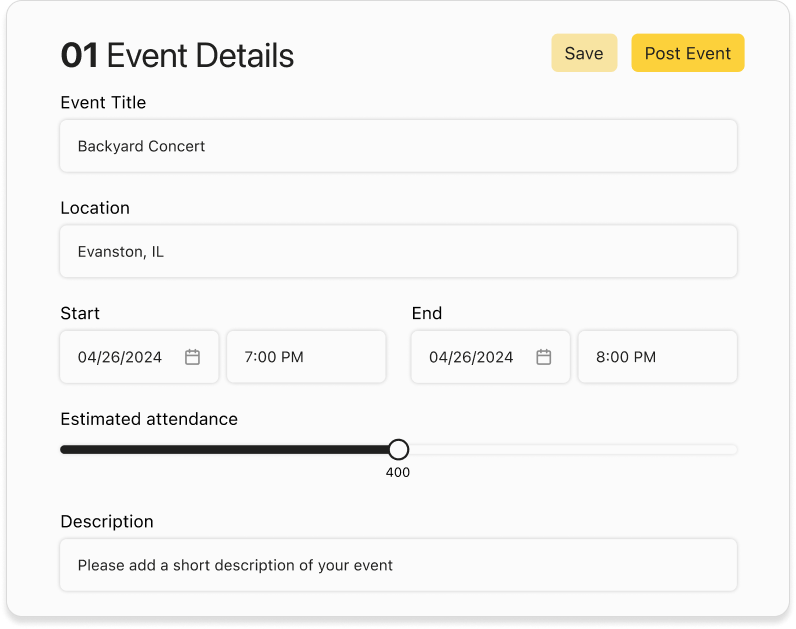 01 Event Details
Save
Post Event
Event Title
Backyard Concert
Location
Evanston, IL
Start
End
04/26/2024
7:00 PM
04/26/2024
8:00 PM
Estimated attendance
400
Description
Please add a short description of your event